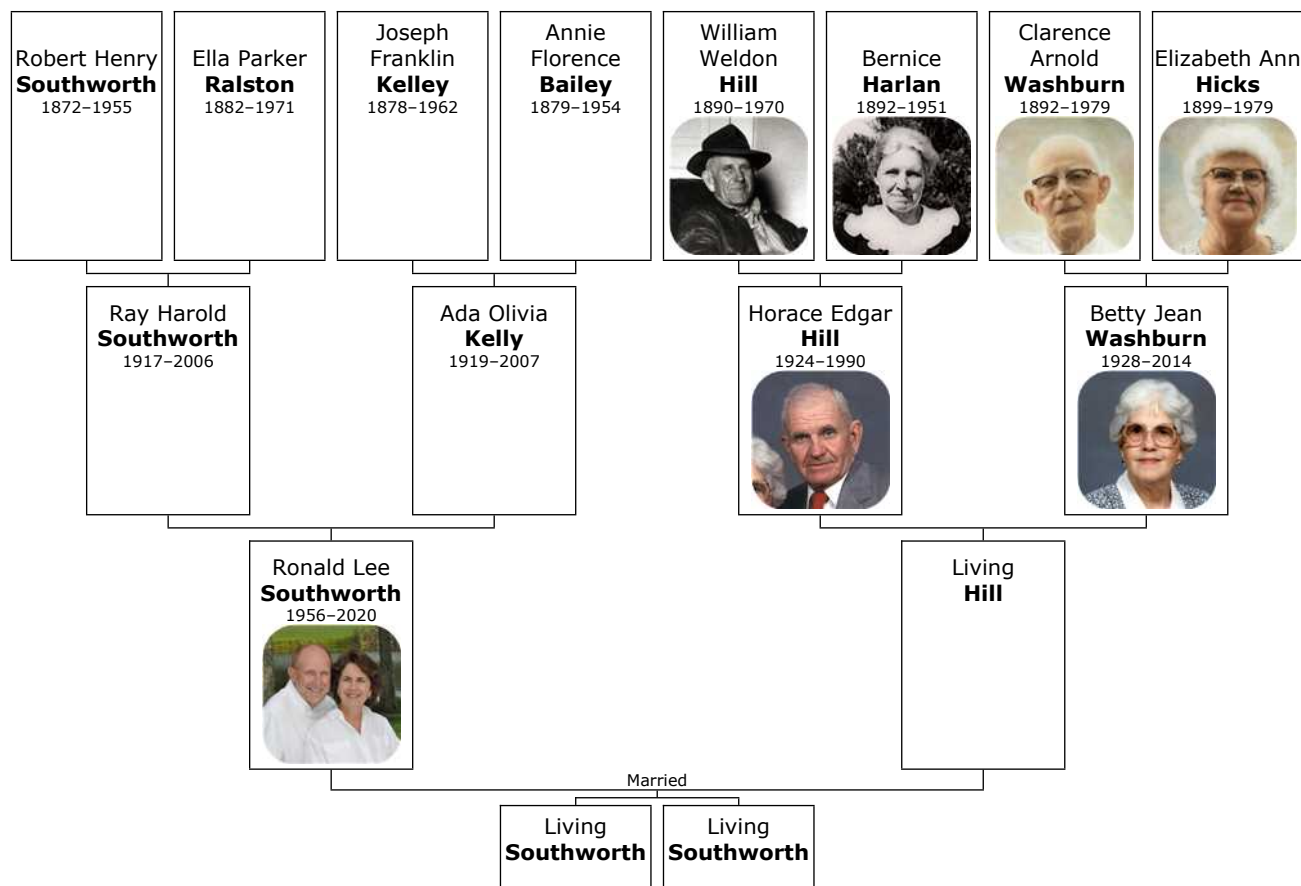 Robert Henry
Southworth
1872–1955
Ella Parker
Ralston
1882–1971
Joseph
Franklin
Kelley
1878–1962
Annie
Florence
Bailey
1879–1954
William
Weldon
Hill
1890–1970
Bernice
Harlan
1892–1951
Clarence
Arnold
Washburn
1892–1979
Elizabeth Ann
Hicks
1899–1979
Ray Harold
Southworth
1917–2006
Ada Olivia
Kelly
1919–2007
Horace Edgar
Hill
1924–1990
Betty Jean
Washburn
1928–2014
Ronald Lee
Southworth
1956–2020
Living
Hill
Married
Living
Southworth
Living
Southworth